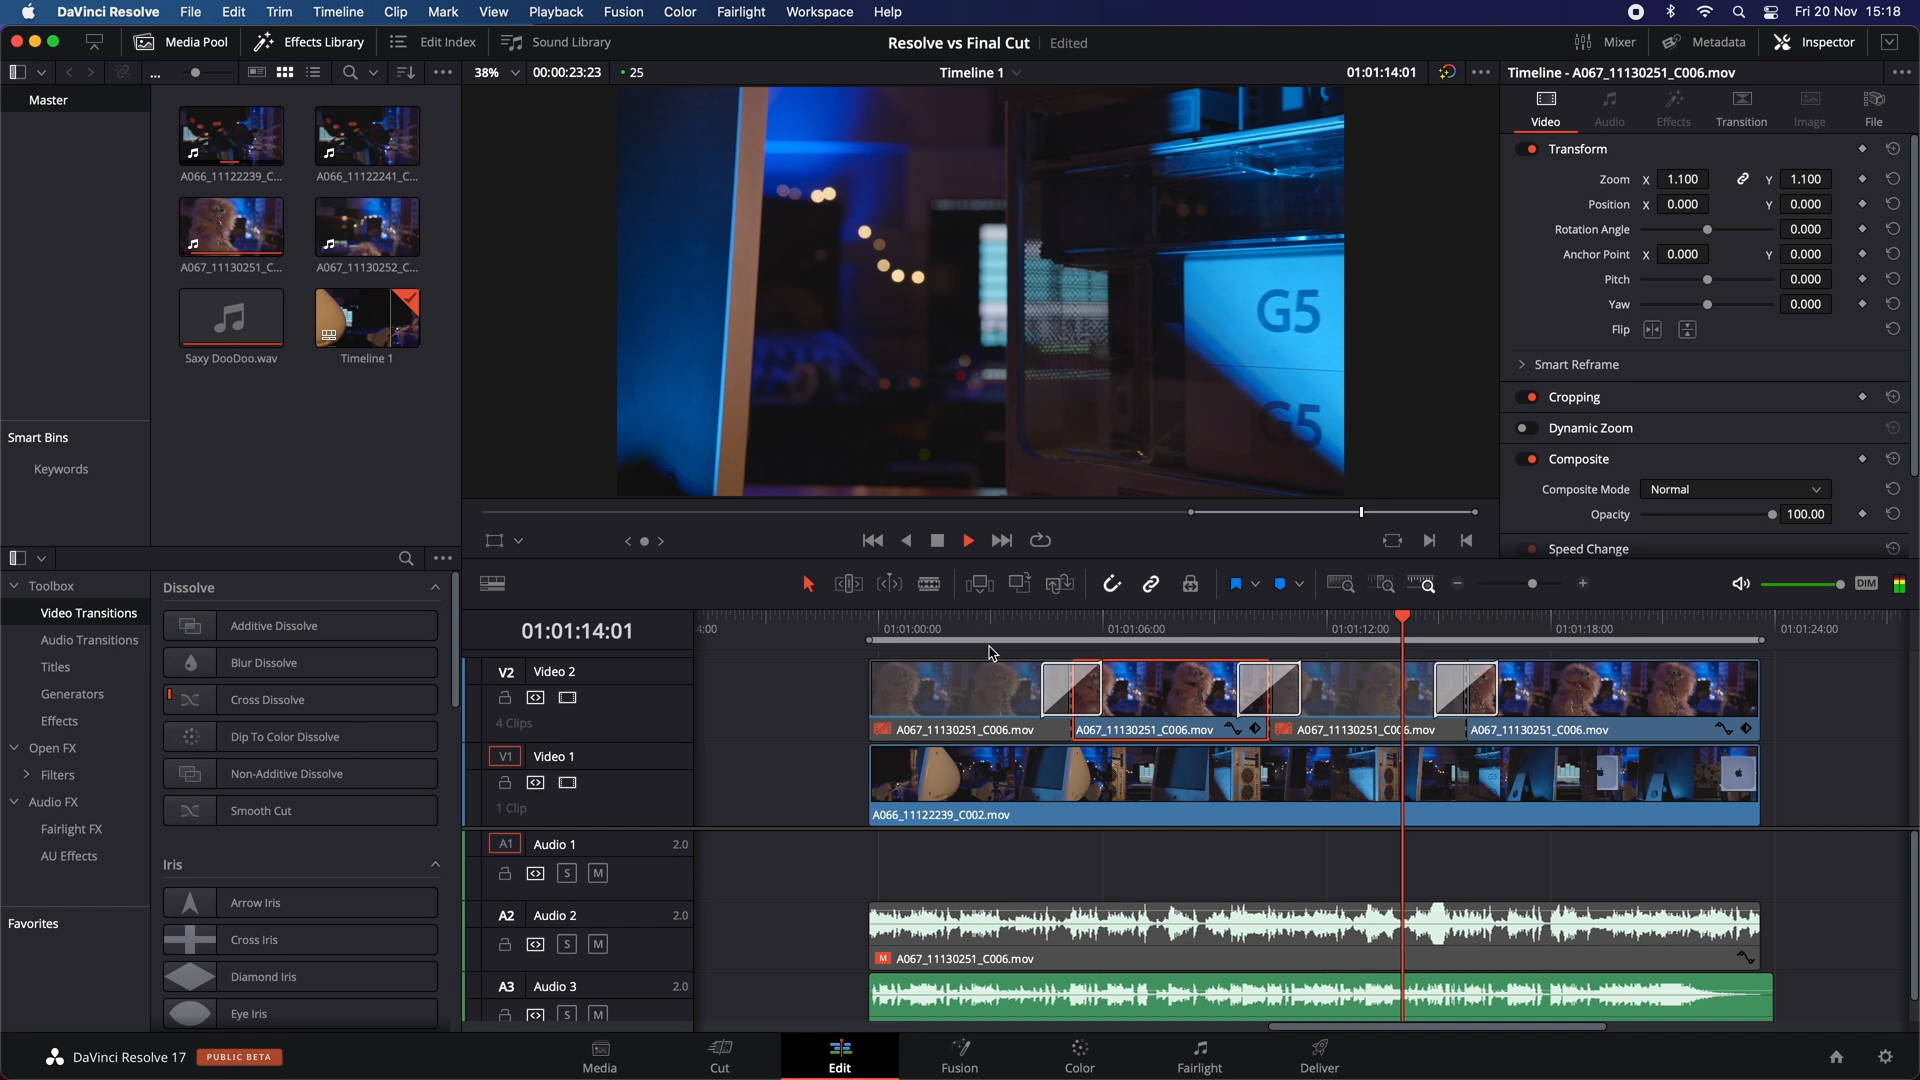 DaVinci Resolve File Edit Trim Timeline Clip Mark View Playback Fusion Color Fairlight Workspace Help Fri 20 Nov 15:18
Media Pool Effects Library Edit Index Sound Library Resolve vs Final Cut Edited Mixer Metadata Inspector
... 38% 00:00:23:23 25 Timeline 1 01:01:14:01 Timeline - A067_11130251_C006.mov
Master
A066_11122239_C... A066_11122241_C...
A067_11130251_C... A067_11130252_C...
Saxy DooDoo.wav Timeline 1
Smart Bins
Keywords
G5
G5
Video Audio Effects Transition Image File
Transform
Zoom X 1.100 Y 1.100
Position X 0.000 Y 0.000
Rotation Angle 0.000
Anchor Point X 0.000 Y 0.000
Pitch 0.000
Yaw 0.000
Flip
Smart Reframe
Cropping
Dynamic Zoom
Composite
Composite Mode Normal
Opacity 100.00
Speed Change
Toolbox
Video Transitions
Audio Transitions
Titles
Generators
Effects
Open FX
Filters
Audio FX
Fairlight FX
AU Effects
Favorites
Dissolve
Additive Dissolve
Blur Dissolve
Cross Dissolve
Dip To Color Dissolve
Non-Additive Dissolve
Smooth Cut
Iris
Arrow Iris
Cross Iris
Diamond Iris
Eye Iris
DIM
01:01:14:01 4:00 01:01:00:00 01:01:06:00 01:01:12:00 01:01:18:00 01:01:24:00
V2 Video 2
4 Clips
A067_11130251_C006.mov A067_11130251_C006.mov A067_11130251_C006.mov A067_11130251_C006.mov
V1 Video 1
1 Clip
A066_11122239_C002.mov
A1 Audio 1 2.0
S M
A2 Audio 2 2.0
S M
M A067_11130251_C006.mov
A3 Audio 3 2.0
S M
DaVinci Resolve 17 PUBLIC BETA
Media Cut Edit Fusion Color Fairlight Deliver